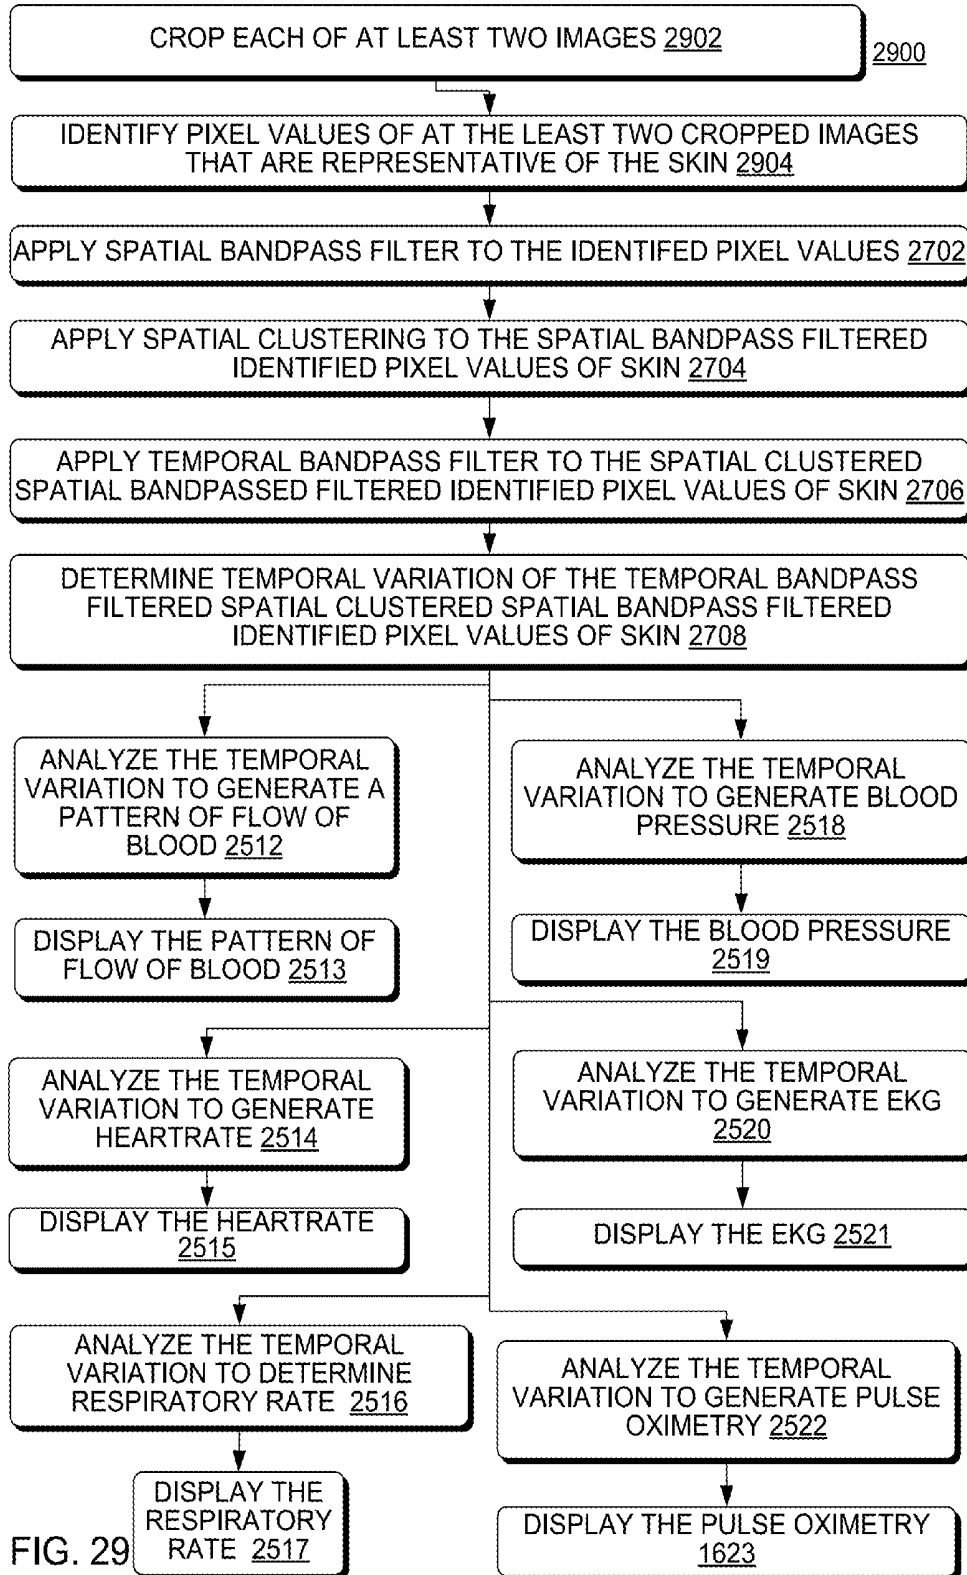 CROP EACH OF AT LEAST TWO IMAGES 2902
2900
IDENTIFY PIXEL VALUES OF AT THE LEAST TWO CROPPED IMAGES
THAT ARE REPRESENTATIVE OF THE SKIN 2904
APPLY SPATIAL BANDPASS FILTER TO THE IDENTIFED PIXEL VALUES 2702
APPLY SPATIAL CLUSTERING TO THE SPATIAL BANDPASS FILTERED
IDENTIFIED PIXEL VALUES OF SKIN 2704
APPLY TEMPORAL BANDPASS FILTER TO THE SPATIAL CLUSTERED
SPATIAL BANDPASSED FILTERED IDENTIFIED PIXEL VALUES OF SKIN 2706
DETERMINE TEMPORAL VARIATION OF THE TEMPORAL BANDPASS
FILTERED SPATIAL CLUSTERED SPATIAL BANDPASS FILTERED
IDENTIFIED PIXEL VALUES OF SKIN 2708
ANALYZE THE TEMPORAL
VARIATION TO GENERATE A
PATTERN OF FLOW OF
BLOOD 2512
ANALYZE THE TEMPORAL
VARIATION TO GENERATE BLOOD
PRESSURE 2518
DISPLAY THE PATTERN OF
FLOW OF BLOOD 2513
DISPLAY THE BLOOD PRESSURE
2519
ANALYZE THE TEMPORAL
VARIATION TO GENERATE
HEARTRATE 2514
ANALYZE THE TEMPORAL
VARIATION TO GENERATE EKG
2520
DISPLAY THE HEARTRATE
2515
DISPLAY THE EKG 2521
ANALYZE THE TEMPORAL
VARIATION TO DETERMINE
RESPIRATORY RATE 2516
ANALYZE THE TEMPORAL
VARIATION TO GENERATE PULSE
OXIMETRY 2522
DISPLAY THE
RESPIRATORY
RATE 2517
DISPLAY THE PULSE OXIMETRY
1623
FIG. 29